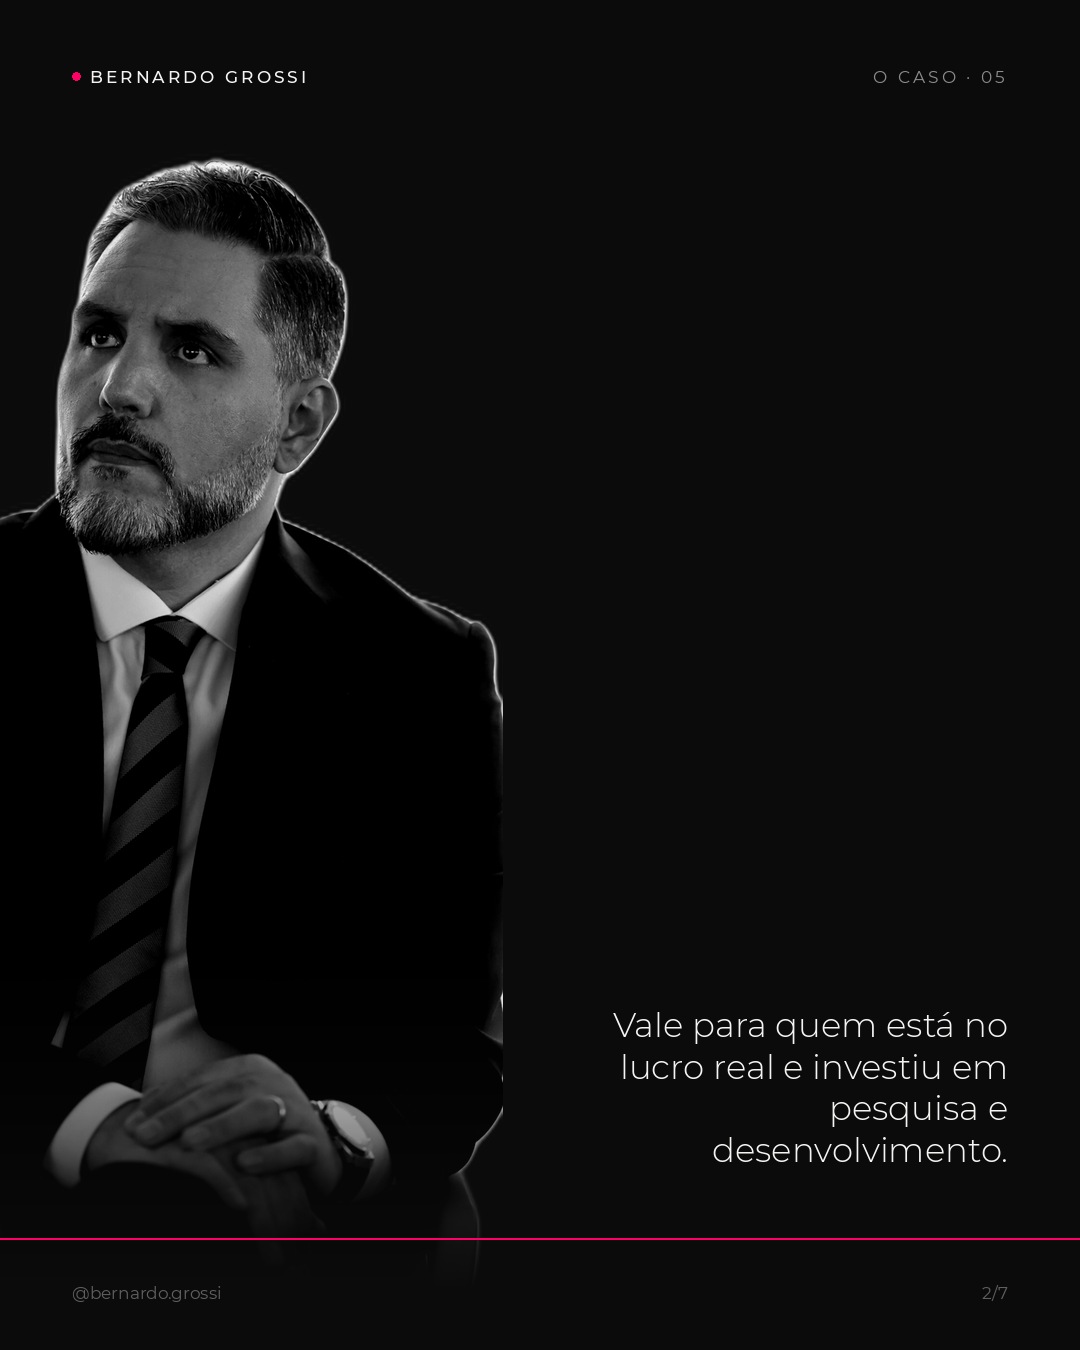 BERNARDO GROSSI
O CASO · 05
Vale para quem está no
lucro real e investiu em
pesquisa e
desenvolvimento.
@bernardo.grossi
2/7